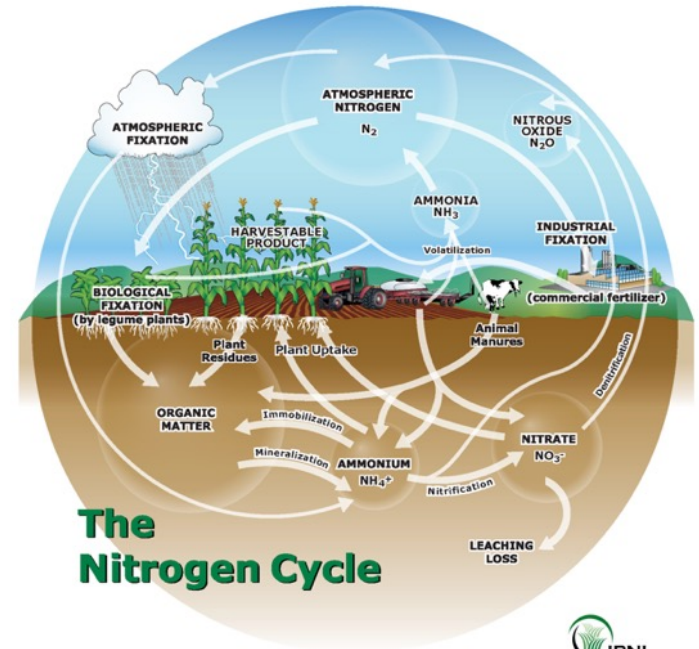 ATMOSPHERIC
NITROGEN
N₂
ATMOSPHERIC
FIXATION
NITROUS
OXIDE
N₂O
AMMONIA
NH₃
HARVESTABLE
PRODUCT
Volatilization
INDUSTRIAL
FIXATION
(commercial fertilizer)
BIOLOGICAL
FIXATION
(by legume plants)
Plant
Residues
Plant Uptake
Animal
Manures
Denitrification
ORGANIC
MATTER
Immobilization
Mineralization
AMMONIUM
NH₄⁺
Nitrification
NITRATE
NO₃⁻
LEACHING
LOSS
The
Nitrogen Cycle